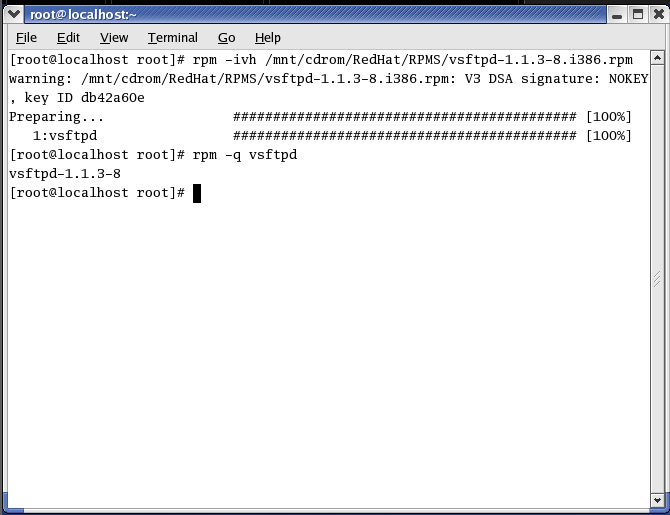 root@localhost:~
File Edit View Terminal Go Help
[root@localhost root]# rpm -ivh /mnt/cdrom/RedHat/RPMS/vsftpd-1.1.3-8.i386.rpm
warning: /mnt/cdrom/RedHat/RPMS/vsftpd-1.1.3-8.i386.rpm: V3 DSA signature: NOKEY
, key ID db42a60e
Preparing... ########################################### [100%]
1:vsftpd ########################################### [100%]
[root@localhost root]# rpm -q vsftpd
vsftpd-1.1.3-8
[root@localhost root]#